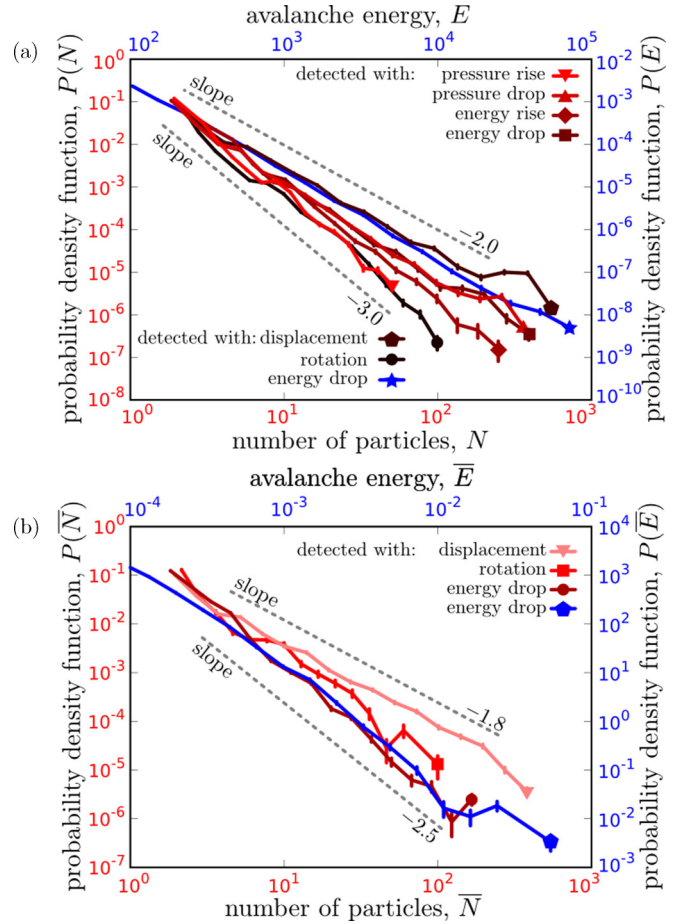 avalanche energy, E
(a)
10^2 10^3 10^4 10^5
10^0 10^-2
10^-1 10^-3
10^-2 10^-4
10^-3 10^-5
10^-4 10^-6
10^-5 10^-7
10^-6 10^-8
10^-7 10^-9
10^-8 10^-10
probability density function, P(N)
probability density function, P(E)
detected with: pressure rise
pressure drop
energy rise
energy drop
slope
slope
−2.0
−3.0
detected with: displacement
rotation
energy drop
10^0 10^1 10^2 10^3
number of particles, N
avalanche energy, E̅
(b)
10^-4 10^-3 10^-2 10^-1
10^0 10^4
10^-1 10^3
10^-2 10^2
10^-3 10^1
10^-4 10^0
10^-5 10^-1
10^-6 10^-2
10^-7 10^-3
probability density function, P(N̅)
probability density function, P(E̅)
detected with: displacement
rotation
energy drop
energy drop
slope
slope
−1.8
−2.5
10^0 10^1 10^2 10^3
number of particles, N̅